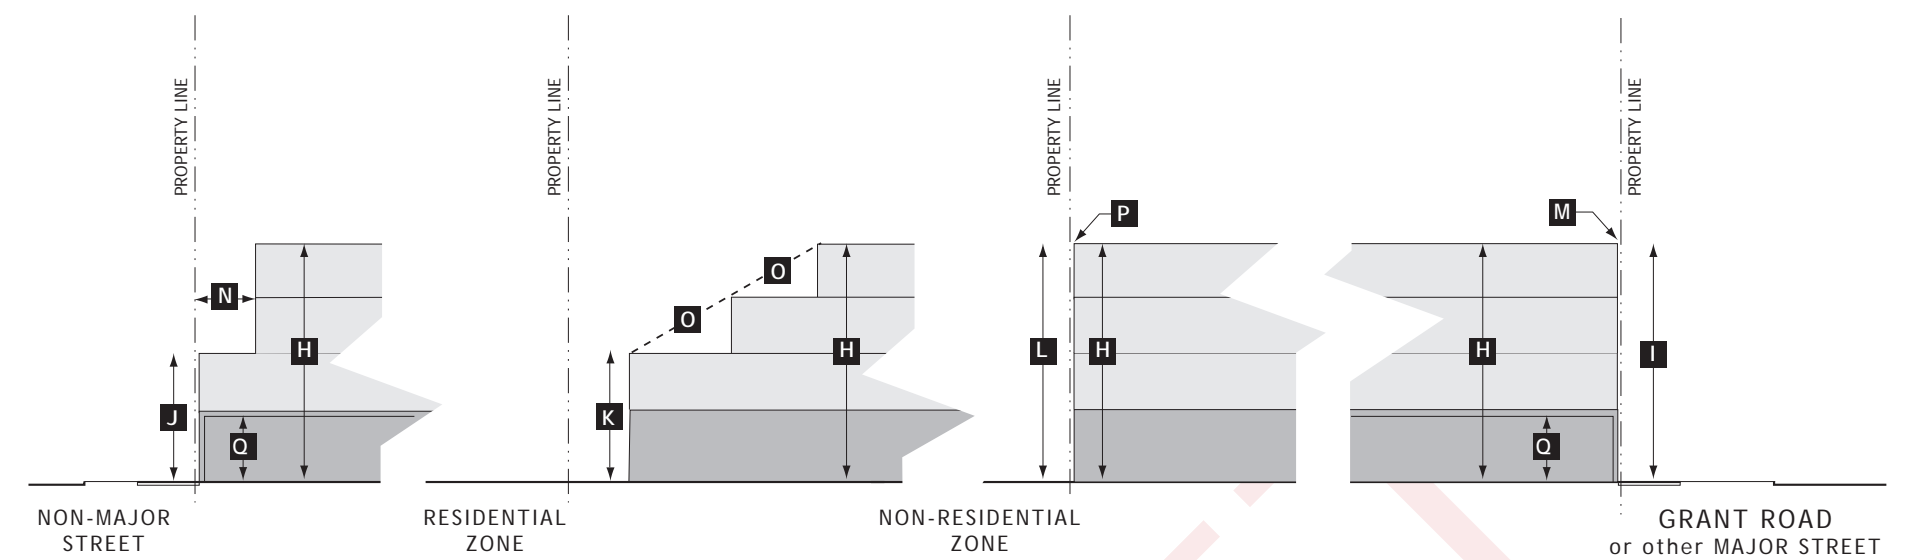 PROPERTY LINE
PROPERTY LINE
PROPERTY LINE
PROPERTY LINE
P
M
N
O
O
H
H
L
H
H
I
J
K
Q
Q
NON-MAJOR
STREET
RESIDENTIAL
ZONE
NON-RESIDENTIAL
ZONE
GRANT ROAD
or other MAJOR STREET